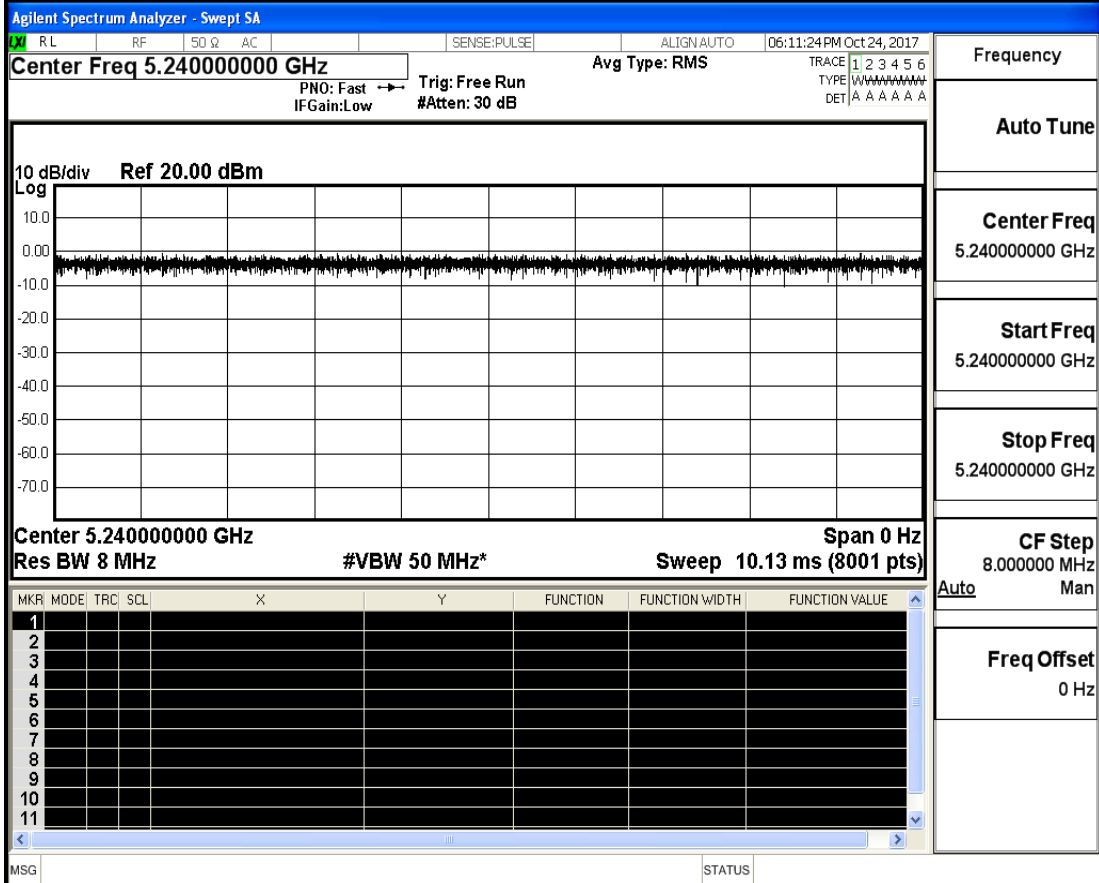 Agilent Spectrum Analyzer - Swept SA
LXI RL RF 50 Ω AC SENSE:PULSE ALIGN AUTO 06:11:24 PM Oct 24, 2017
Center Freq 5.240000000 GHz
PNO: Fast
IFGain:Low
Trig: Free Run
#Atten: 30 dB
Avg Type: RMS
TRACE 1 2 3 4 5 6
TYPE
DET A A A A A A
10 dB/div Ref 20.00 dBm
Log
10.0
0.00
-10.0
-20.0
-30.0
-40.0
-50.0
-60.0
-70.0
Center 5.240000000 GHz Span 0 Hz
Res BW 8 MHz #VBW 50 MHz* Sweep 10.13 ms (8001 pts)
MKR MODE TRC SCL X Y FUNCTION FUNCTION WIDTH FUNCTION VALUE
1
2
3
4
5
6
7
8
9
10
11
MSG STATUS
Frequency
Auto Tune
Center Freq
5.240000000 GHz
Start Freq
5.240000000 GHz
Stop Freq
5.240000000 GHz
CF Step
8.000000 MHz
Auto Man
Freq Offset
0 Hz